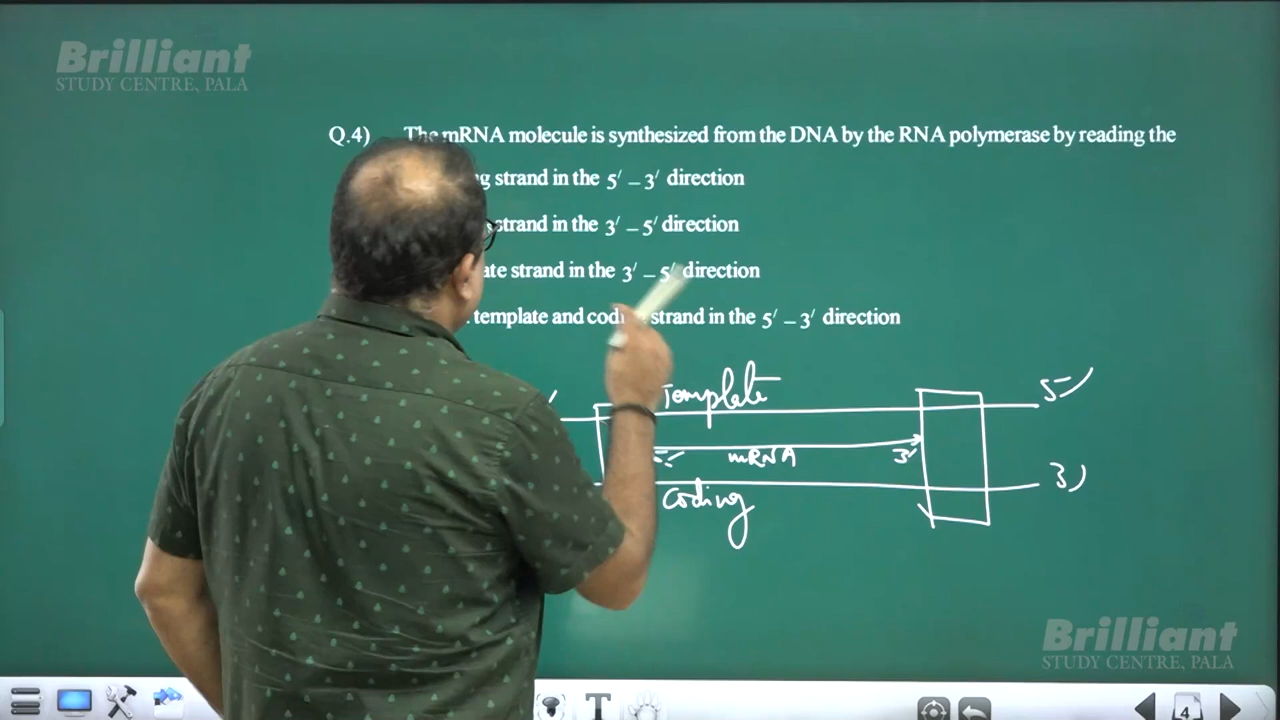 Brilliant
STUDY CENTRE, PALA
Q.4) The mRNA molecule is synthesized from the DNA by the RNA polymerase by reading the
strand in the 5′ – 3′ direction
strand in the 3′ – 5′ direction
strand in the 3′ – 5′ direction
template and coding strand in the 5′ – 3′ direction
Template 5′
mRNA 3′
Coding 3′
Brilliant
STUDY CENTRE, PALA
T
4